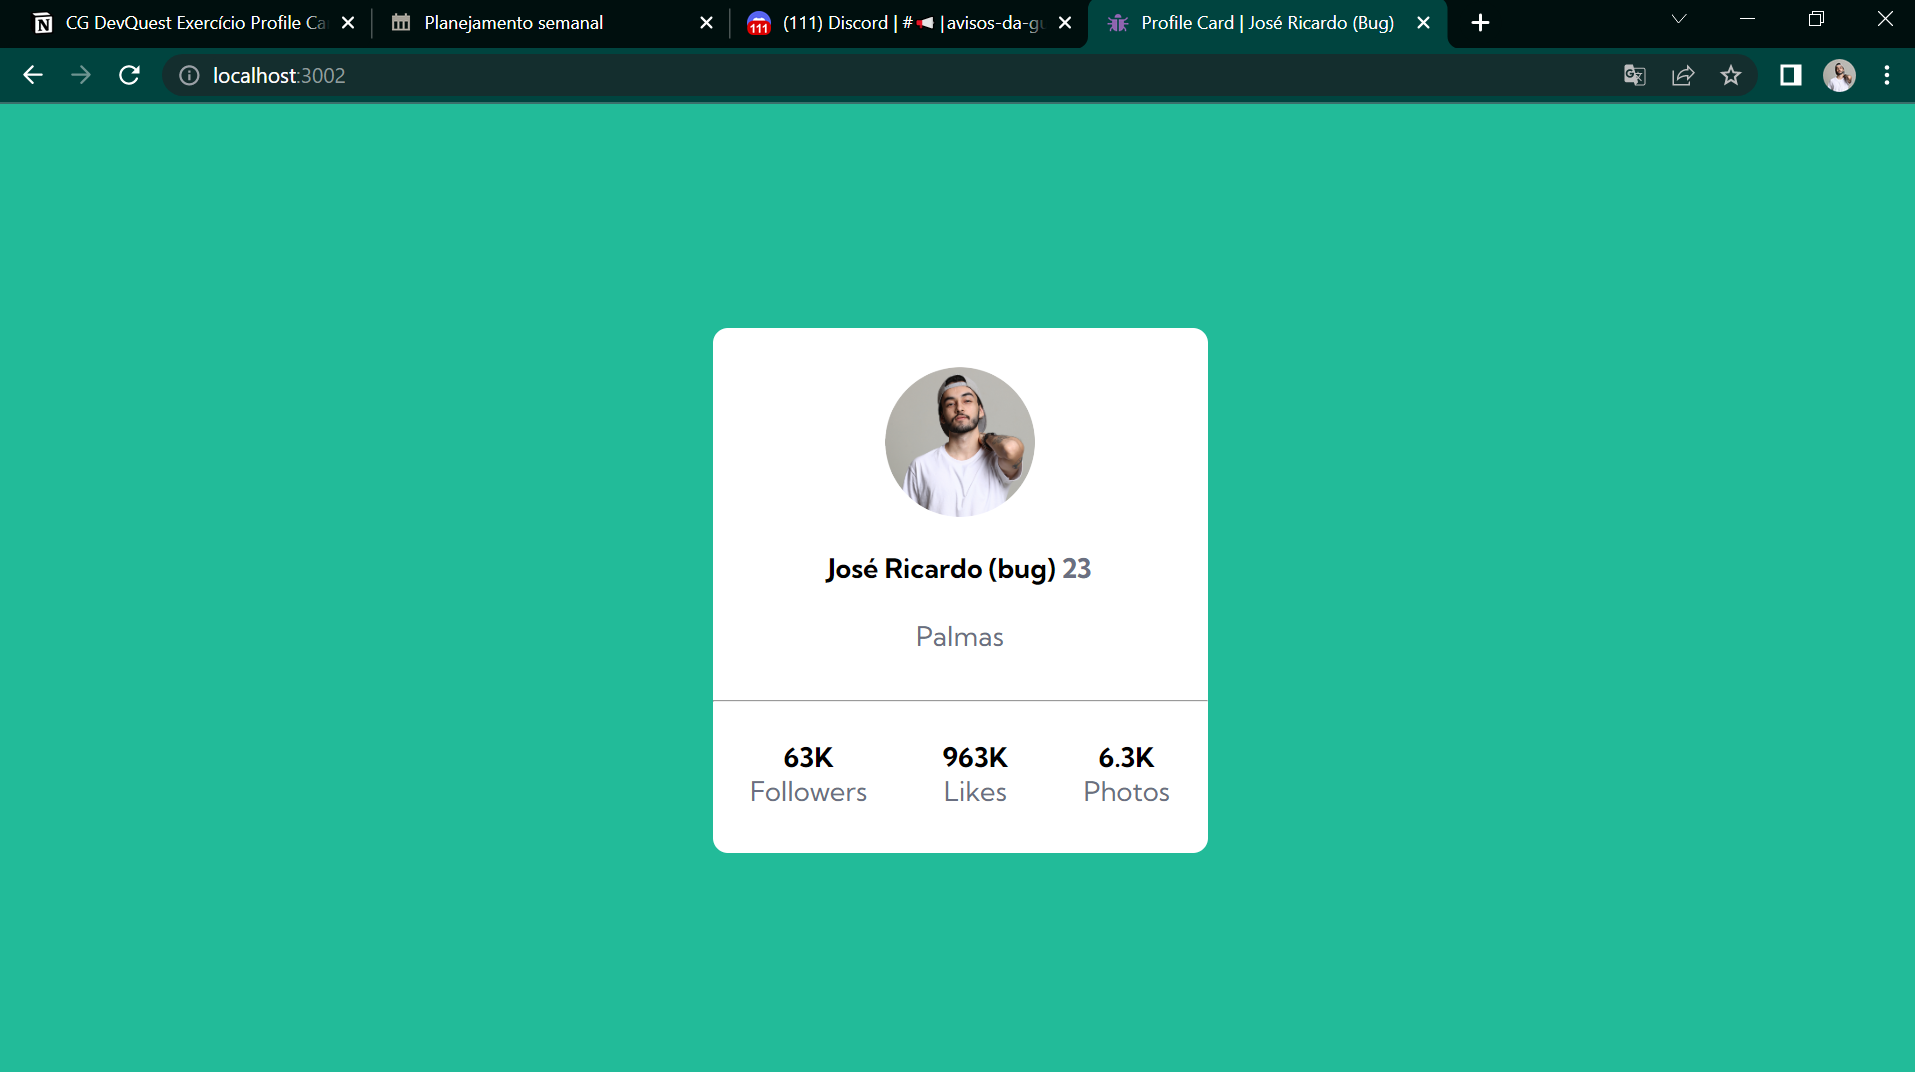 CG DevQuest Exercício Profile Ca
Planejamento semanal
(111) Discord | #📢 |avisos-da-gu
Profile Card | José Ricardo (Bug)
localhost:3002
José Ricardo (bug) 23
Palmas
63K 963K 6.3K
Followers Likes Photos